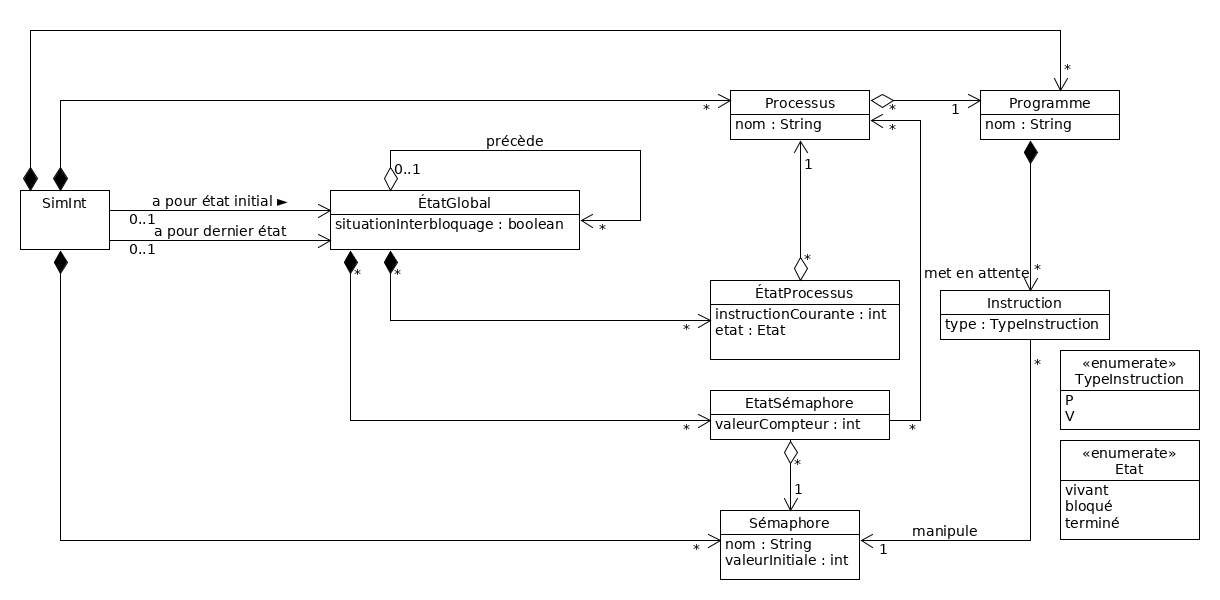 *
Processus
nom : String
*
*
1
Programme
nom : String
*
*
1
précède
0..1
SimInt
a pour état initial ►
0..1
a pour dernier état
0..1
ÉtatGlobal
situationInterbloquage : boolean
*
*
*
*
ÉtatProcessus
instructionCourante : int
etat : Etat
*
met en attente
*
Instruction
type : TypeInstruction
*
«enumerate»
TypeInstruction
P
V
EtatSémaphore
valeurCompteur : int
*
*
*
1
«enumerate»
Etat
vivant
bloqué
terminé
Sémaphore
nom : String
valeurInitiale : int
*
manipule
1